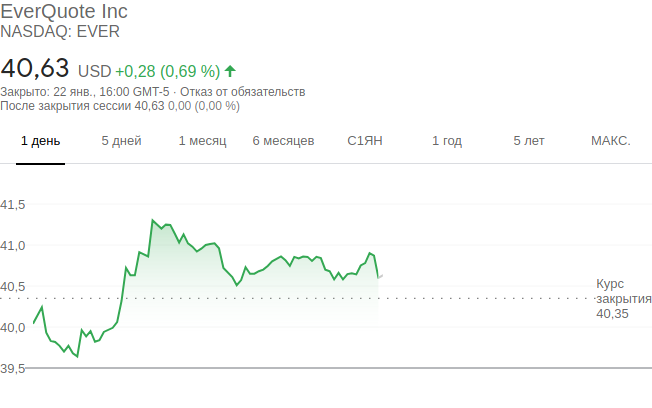 EverQuote Inc
NASDAQ: EVER
40,63 USD +0,28 (0,69 %)
Закрыто: 22 янв., 16:00 GMT-5 · Отказ от обязательств
После закрытия сессии 40,63 0,00 (0,00 %)
1 день 5 дней 1 месяц 6 месяцев С1ЯН 1 год 5 лет МАКС.
41,5
41,0
40,5
Курс
закрытия
40,35
40,0
39,5